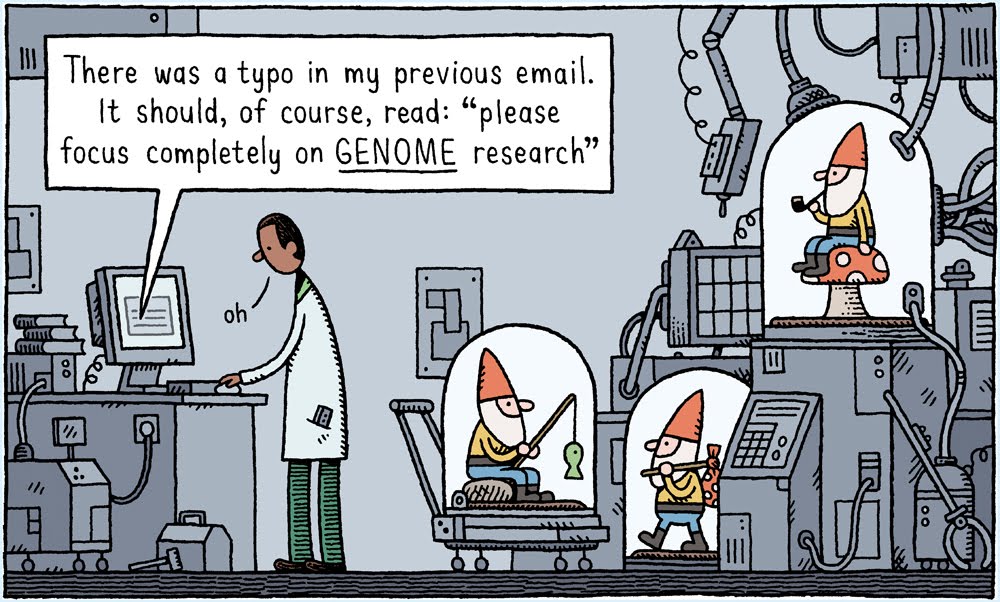 There was a typo in my previous email.
It should, of course, read: “please
focus completely on GENOME research”
oh